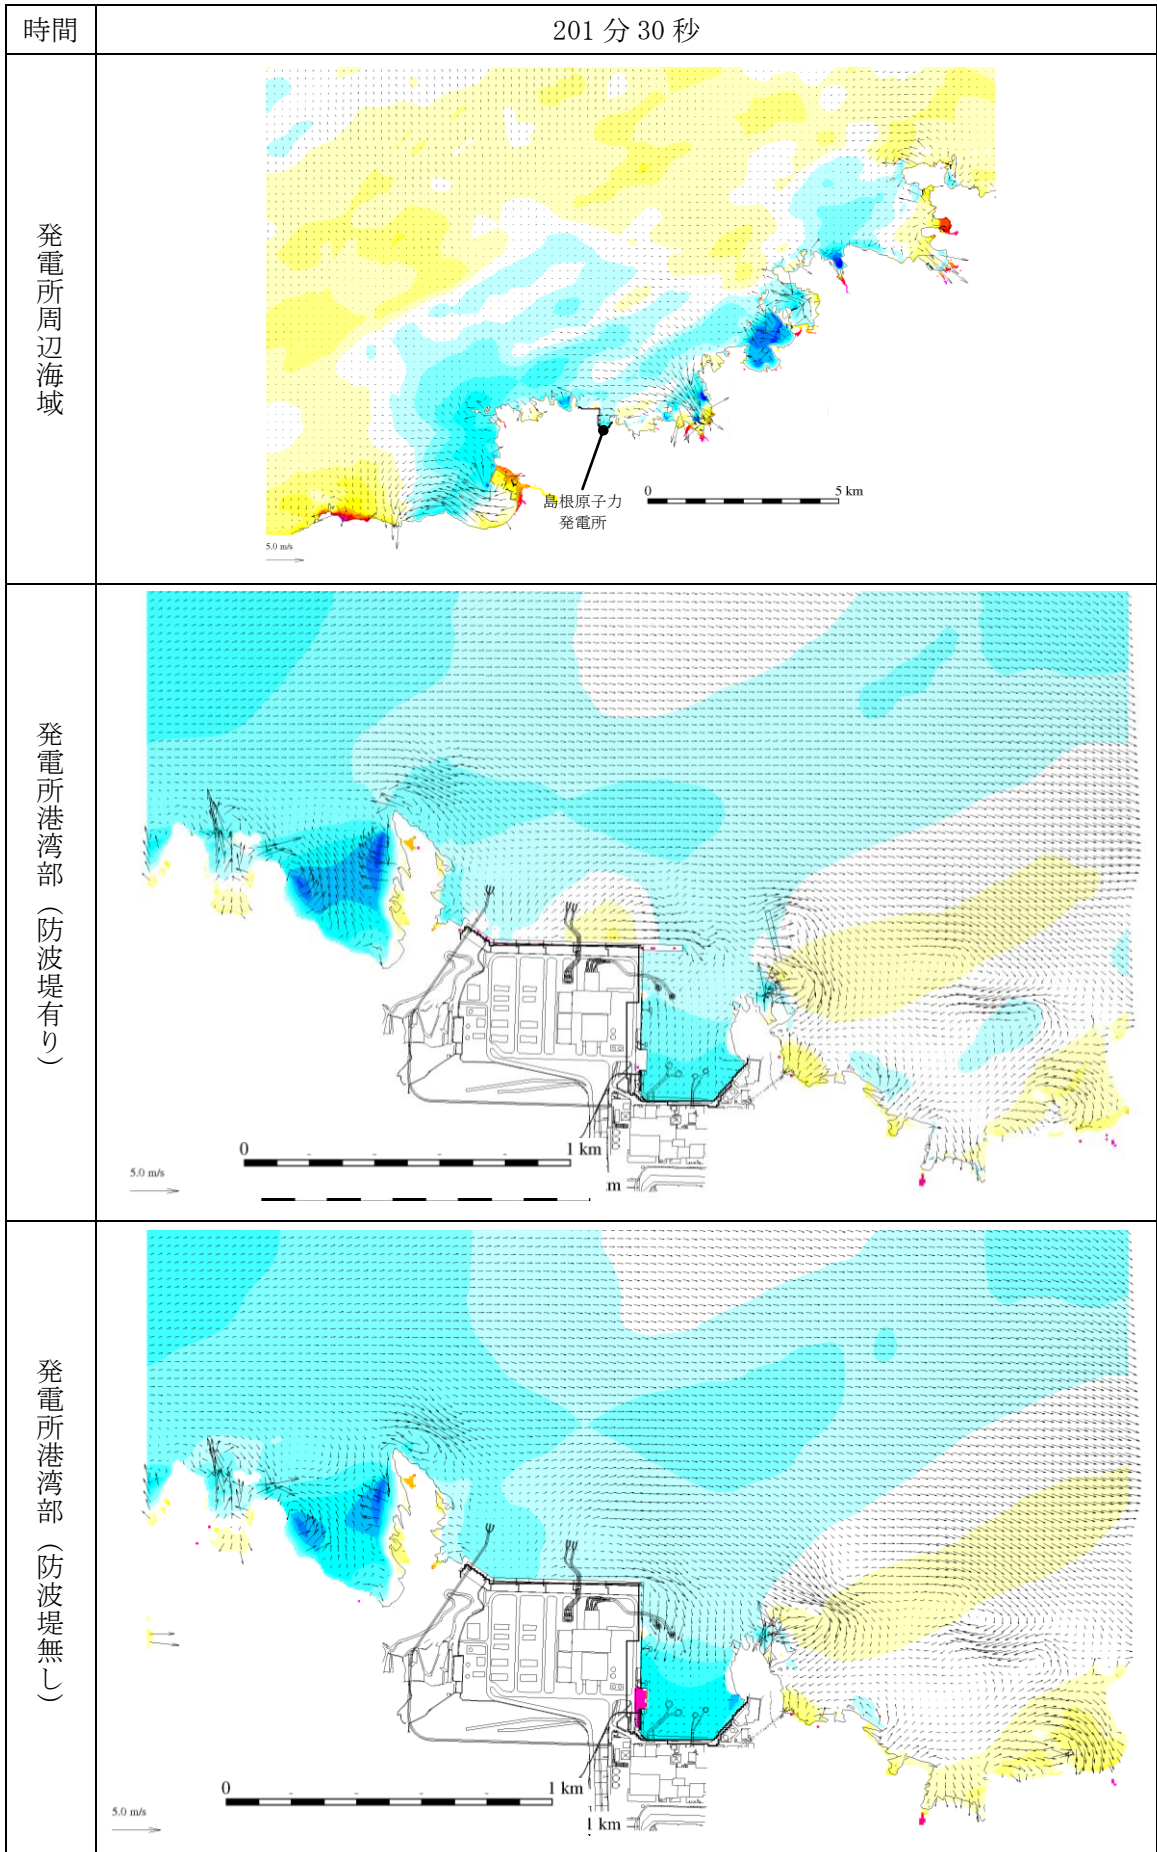 時間
201 分 30 秒
発電所周辺海域
島根原子力
発電所
0
5 km
5.0 m/s
発電所港湾部（防波堤有り）
0
1 km
5.0 m/s
m
発電所港湾部（防波堤無し）
0
1 km
5.0 m/s
1 km